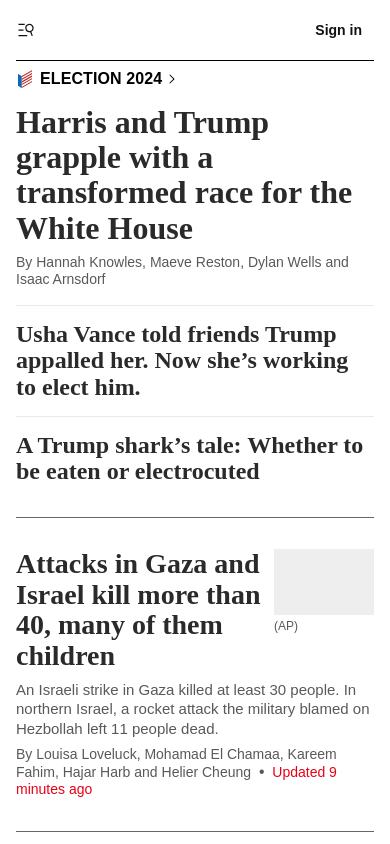 Sign in
ELECTION 2024
Harris and Trump
grapple with a
transformed race for the
White House
By Hannah Knowles, Maeve Reston, Dylan Wells and
Isaac Arnsdorf
Usha Vance told friends Trump
appalled her. Now she’s working
to elect him.
A Trump shark’s tale: Whether to
be eaten or electrocuted
Attacks in Gaza and
Israel kill more than
40, many of them
children
(AP)
An Israeli strike in Gaza killed at least 30 people. In
northern Israel, a rocket attack the military blamed on
Hezbollah left 11 people dead.
By Louisa Loveluck, Mohamad El Chamaa, Kareem
Fahim, Hajar Harb and Helier Cheung • Updated 9
minutes ago